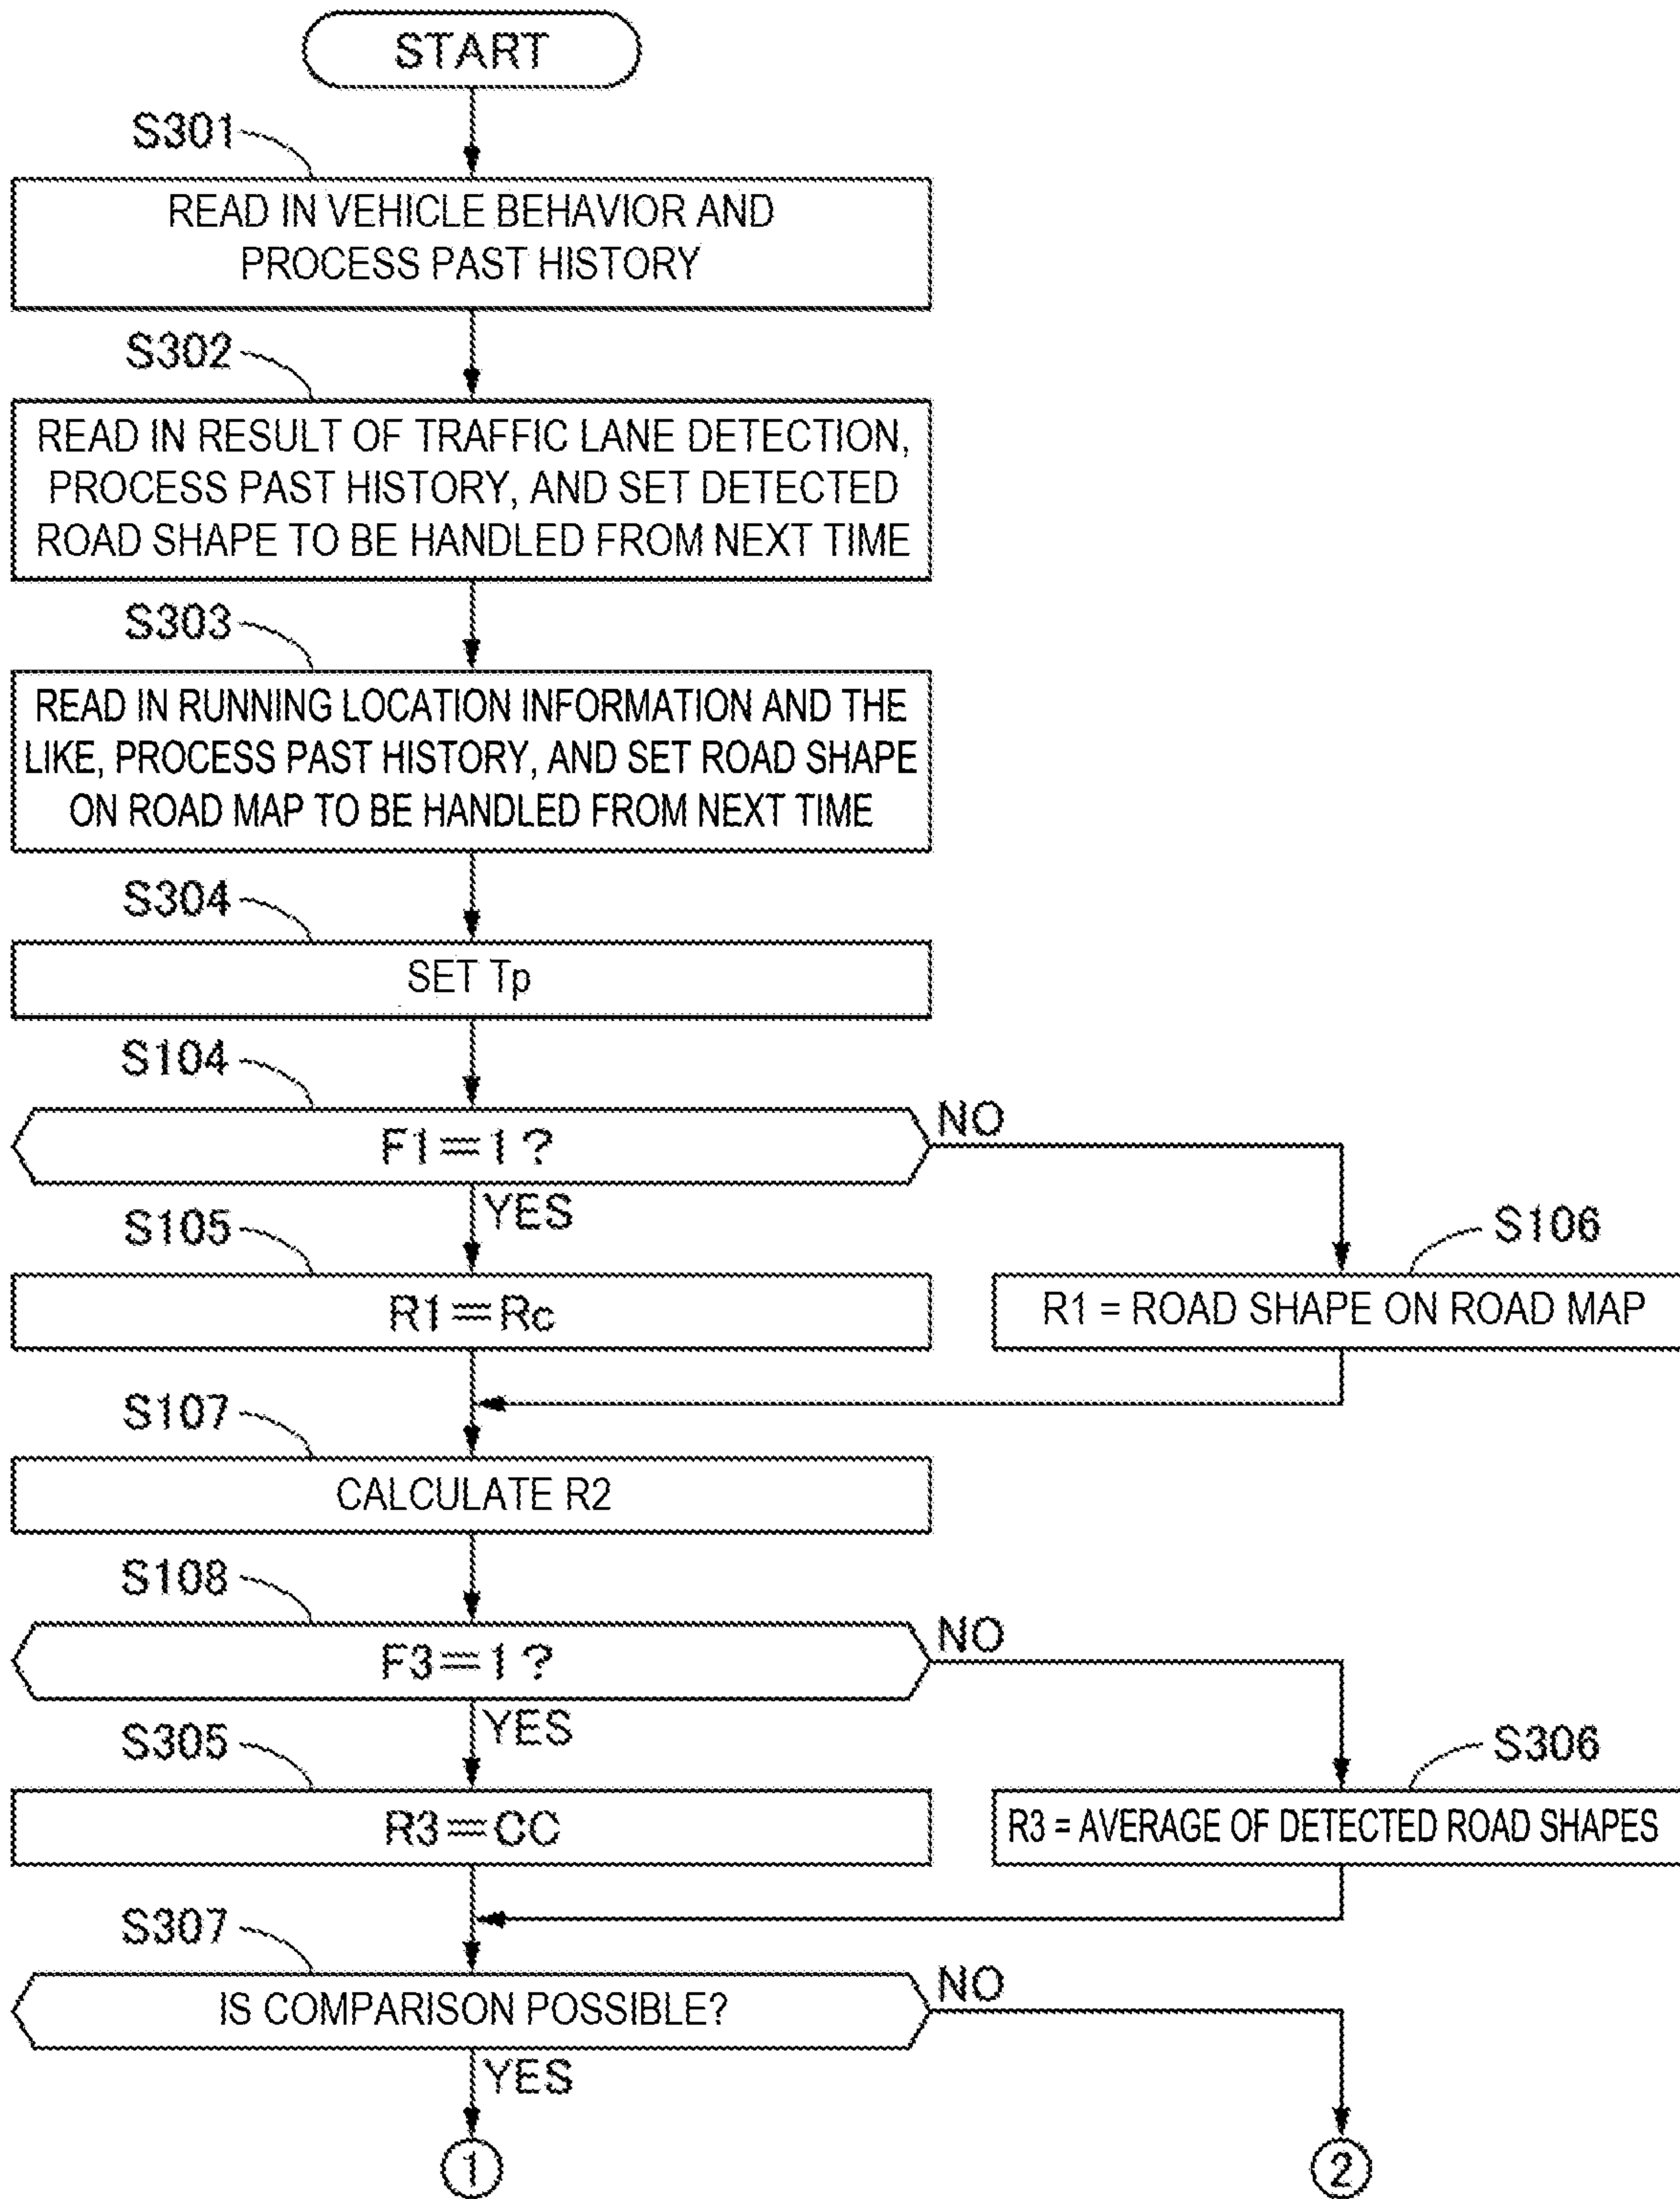 START
S301
READ IN VEHICLE BEHAVIOR AND
PROCESS PAST HISTORY
S302
READ IN RESULT OF TRAFFIC LANE DETECTION,
PROCESS PAST HISTORY, AND SET DETECTED
ROAD SHAPE TO BE HANDLED FROM NEXT TIME
S303
READ IN RUNNING LOCATION INFORMATION AND THE
LIKE, PROCESS PAST HISTORY, AND SET ROAD SHAPE
ON ROAD MAP TO BE HANDLED FROM NEXT TIME
S304
SET Tp
S104
F1=1?
NO
YES
S105
R1=Rc
S106
R1 = ROAD SHAPE ON ROAD MAP
S107
CALCULATE R2
S108
F3=1?
NO
YES
S305
R3=CC
S306
R3 = AVERAGE OF DETECTED ROAD SHAPES
S307
IS COMPARISON POSSIBLE?
NO
YES
1
2